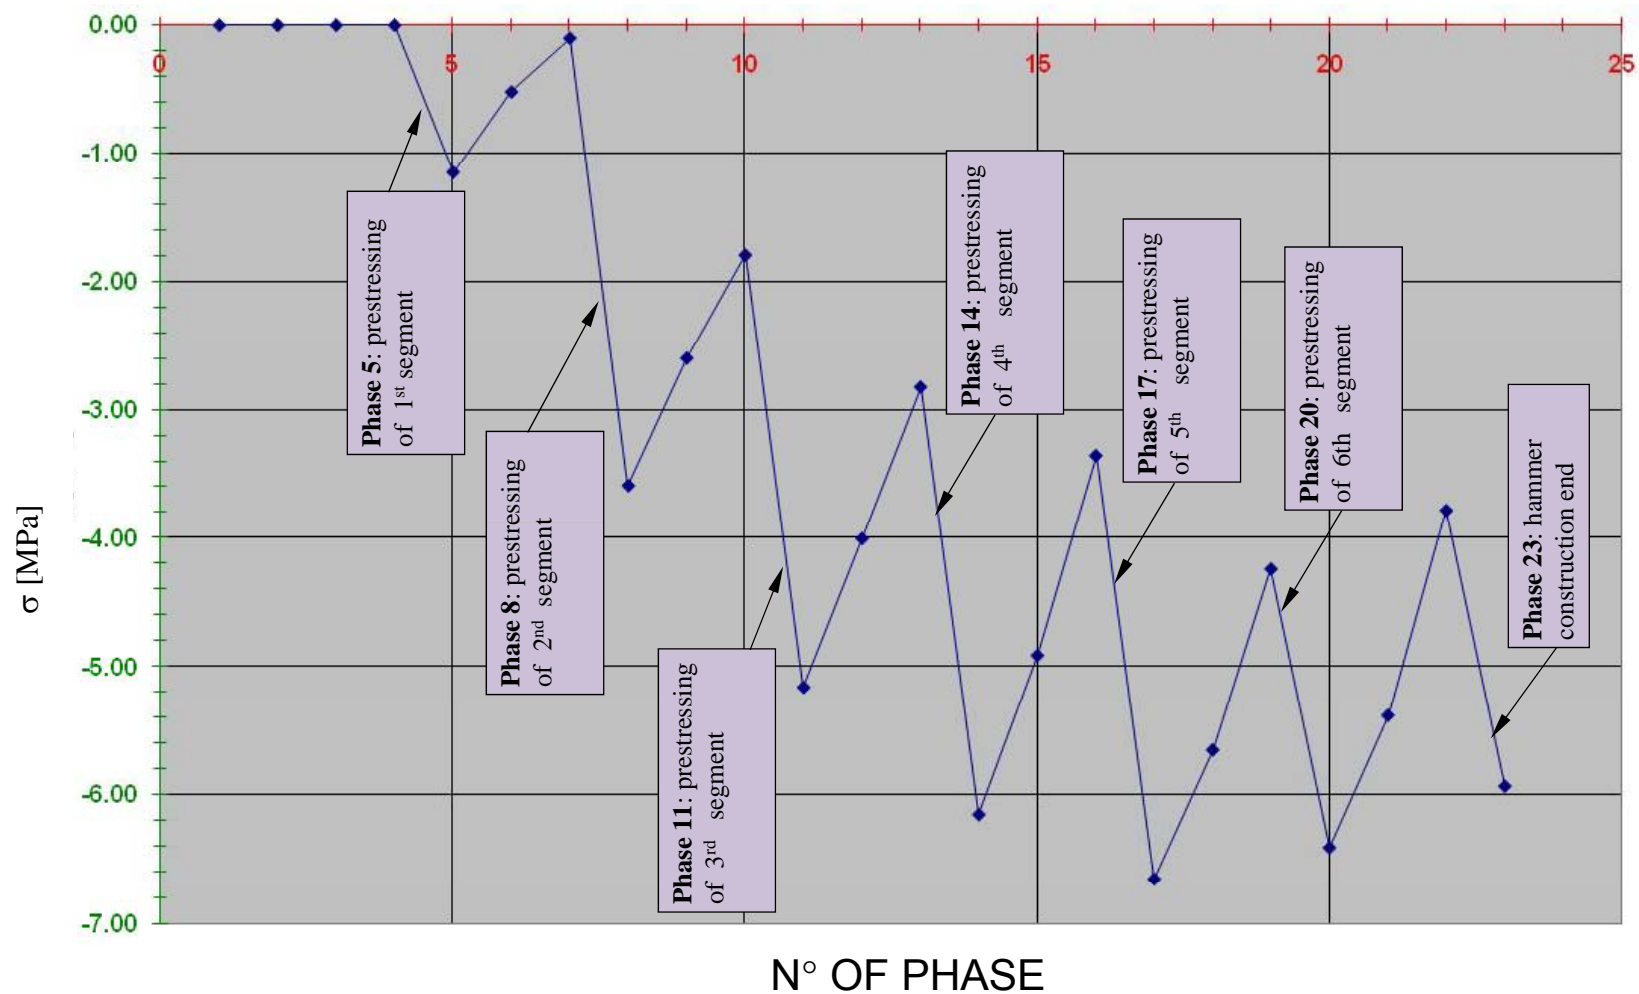 0.00
-1.00
-2.00
-3.00
-4.00
-5.00
-6.00
-7.00
0
5
10
15
20
25
σ [MPa]
Phase 5: prestressing
of 1st segment
Phase 8: prestressing
of 2nd segment
Phase 11: prestressing
of 3rd segment
Phase 14: prestressing
of 4th segment
Phase 17: prestressing
of 5th segment
Phase 20: prestressing
of 6th segment
Phase 23: hammer
construction end
N° OF PHASE